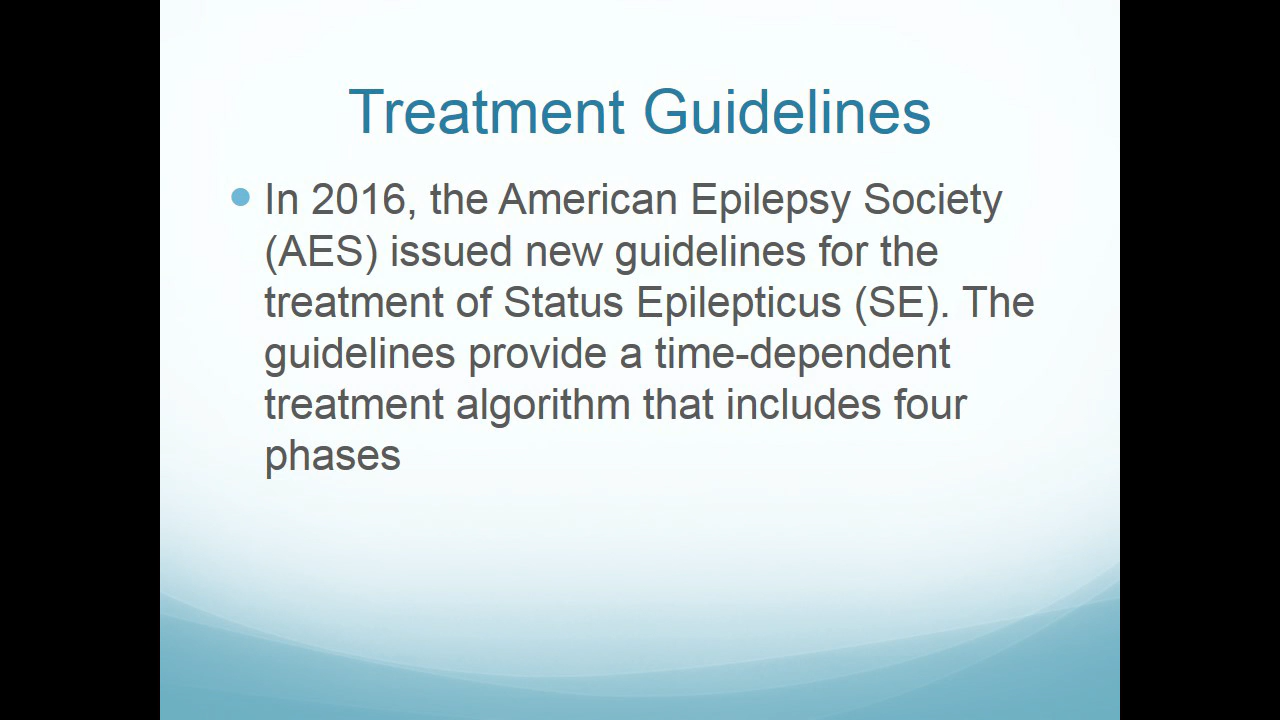 Treatment Guidelines
In 2016, the American Epilepsy Society
(AES) issued new guidelines for the
treatment of Status Epilepticus (SE). The
guidelines provide a time-dependent
treatment algorithm that includes four
phases